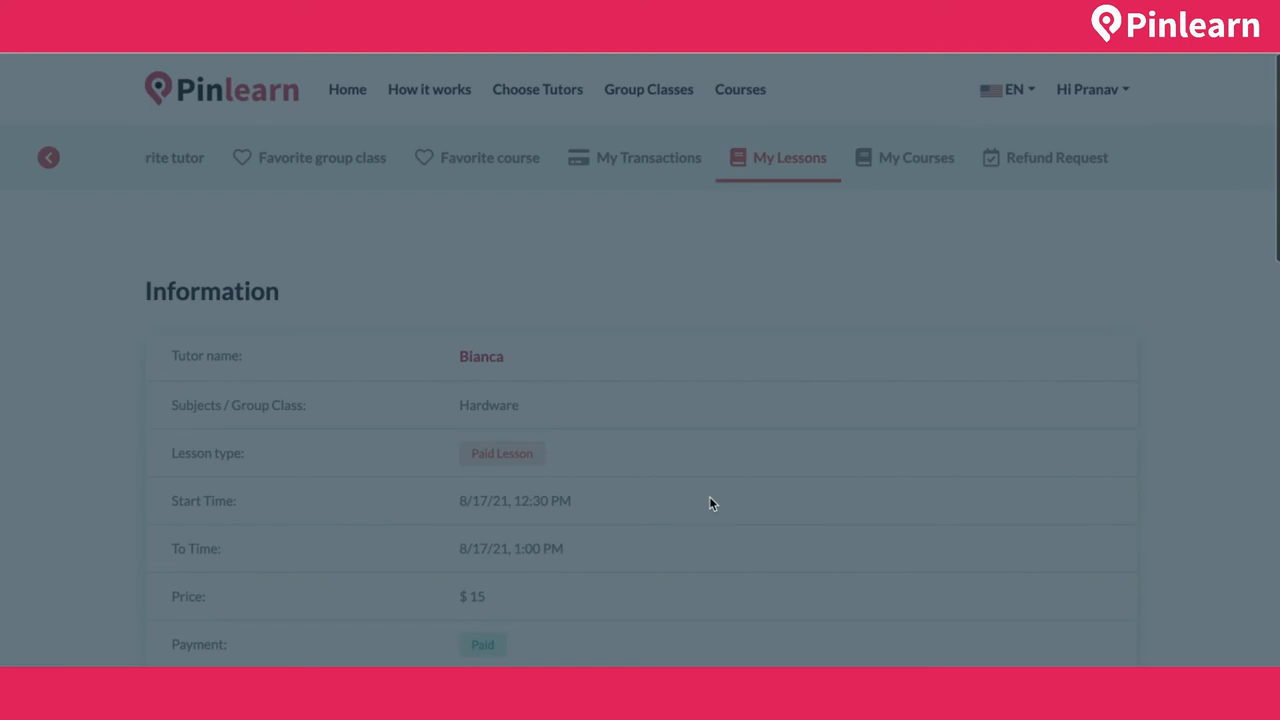 Pinlearn
Pinlearn Home How it works Choose Tutors Group Classes Courses EN Hi Pranav
rite tutor Favorite group class Favorite course My Transactions My Lessons My Courses Refund Request
Information
Tutor name: Bianca
Subjects / Group Class: Hardware
Lesson type: Paid Lesson
Start Time: 8/17/21, 12:30 PM
To Time: 8/17/21, 1:00 PM
Price: $ 15
Payment: Paid